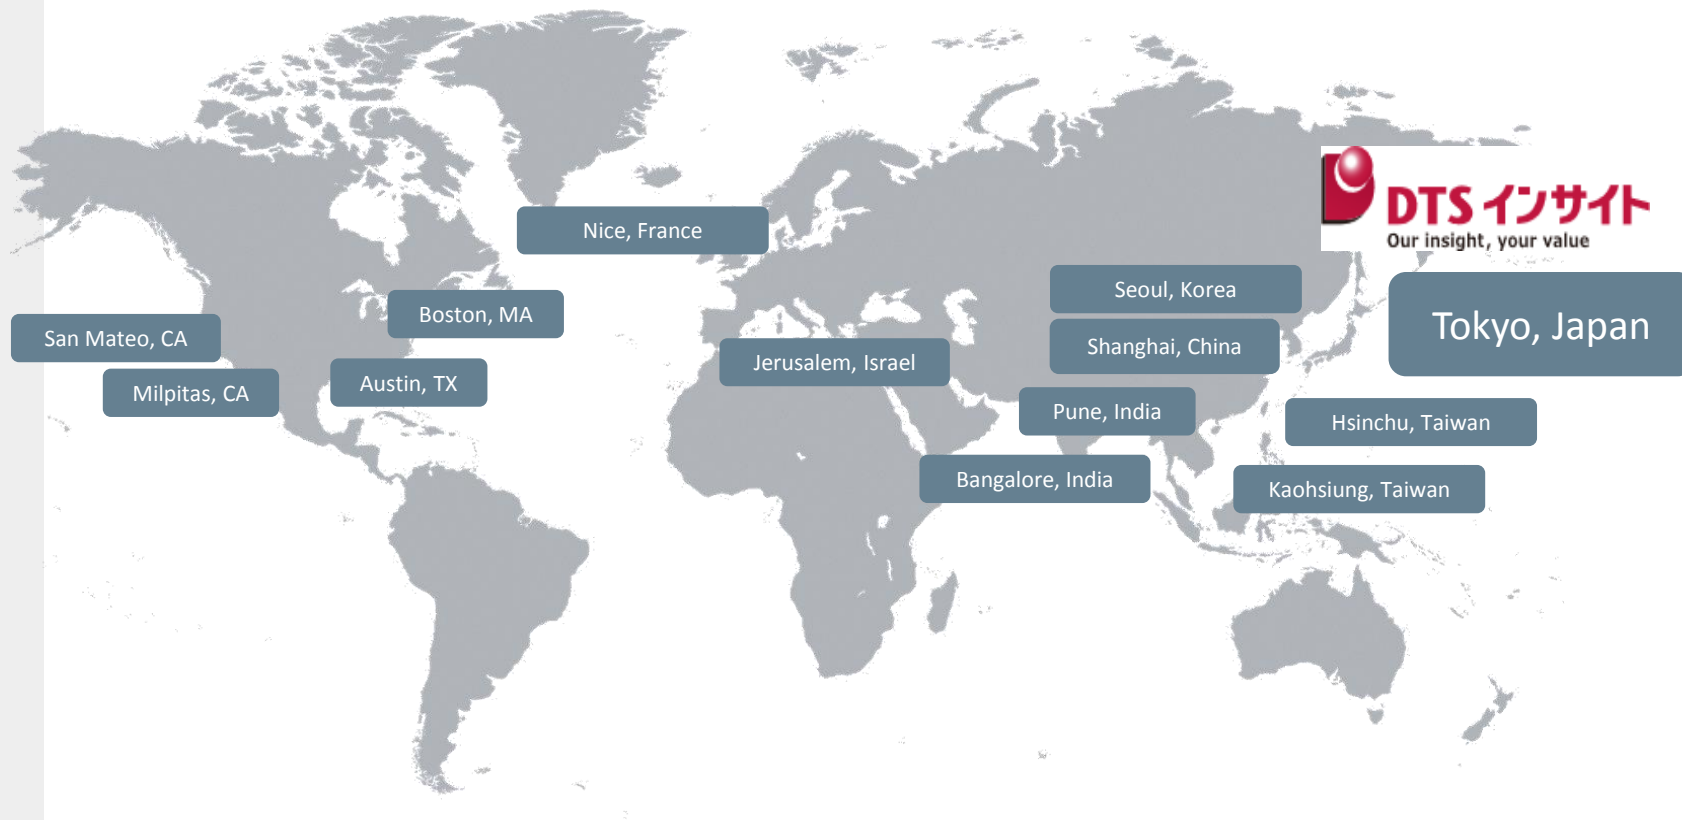 DTS インサイト
Our insight, your value
Nice, France
Seoul, Korea
Tokyo, Japan
Boston, MA
San Mateo, CA
Shanghai, China
Jerusalem, Israel
Austin, TX
Milpitas, CA
Pune, India
Hsinchu, Taiwan
Bangalore, India
Kaohsiung, Taiwan